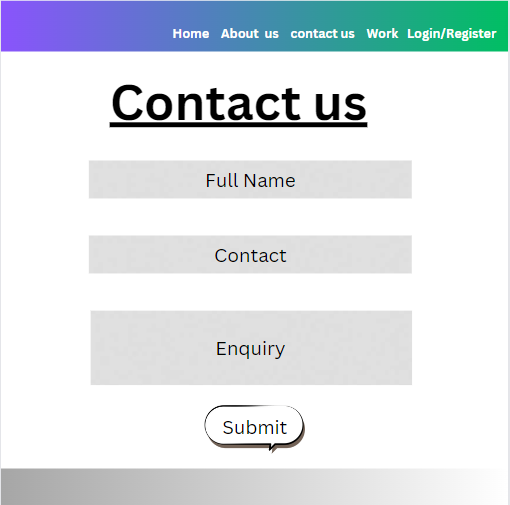 Home About us contact us Work Login/Register
Contact us
Full Name
Contact
Enquiry
Submit